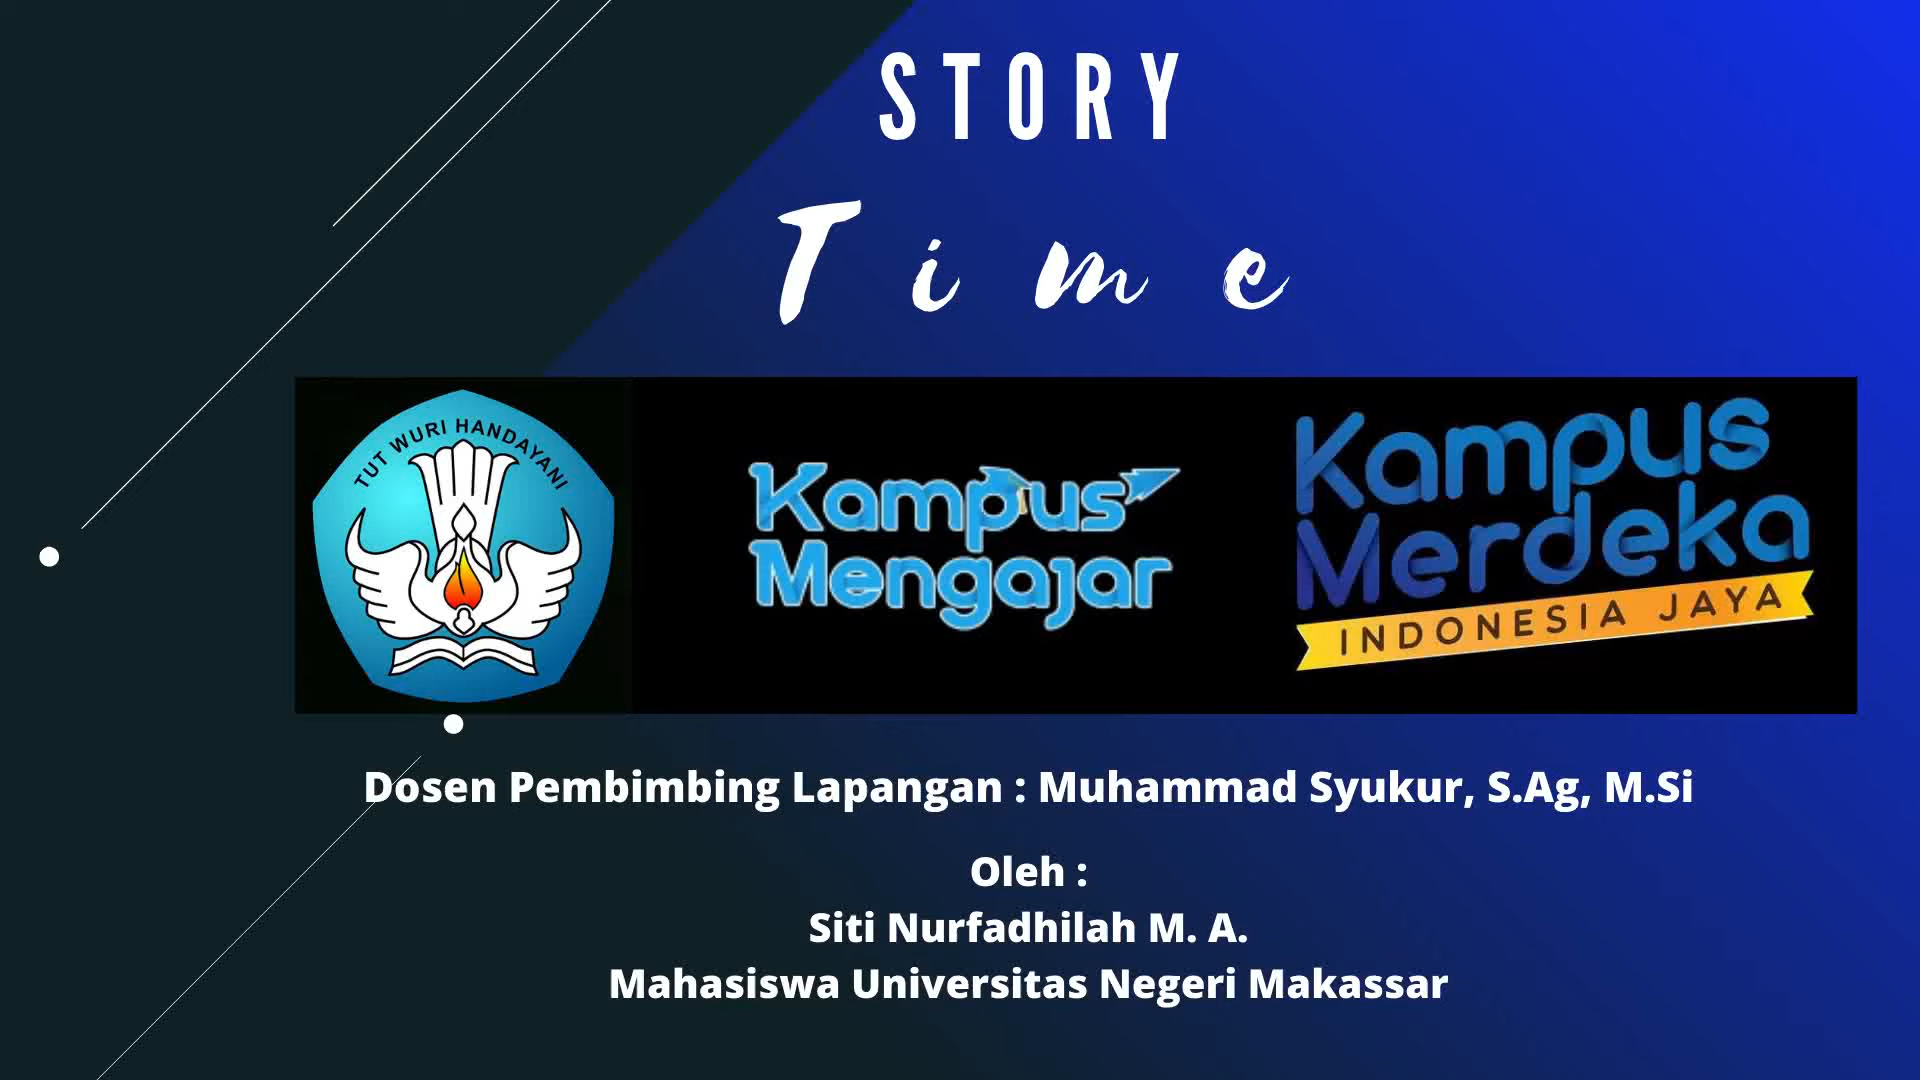 STORY
Time
TUT WURI HANDAYANI
Kampus
Mengajar
Kampus
Merdeka
INDONESIA JAYA
Dosen Pembimbing Lapangan : Muhammad Syukur, S.Ag, M.Si
Oleh :
Siti Nurfadhilah M. A.
Mahasiswa Universitas Negeri Makassar